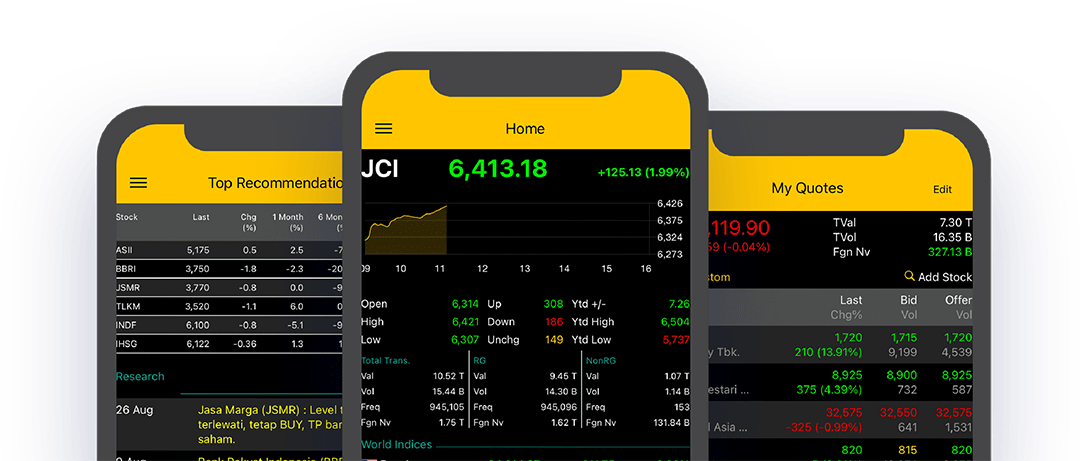 Top Recommendatio
Stock Last Chg (%) 1 Month (%) 6 Mon (%)
ASII 5,175 0.5 2.5 -7
BBRI 3,750 -1.8 -2.3 -20
JSMR 3,770 -0.8 0.0 -9
TLKM 3,520 -1.1 6.0 0
INDF 6,100 -0.8 -5.1 -9
IHSG 6,122 -0.36 1.3 1
Research
26 Aug Jasa Marga (JSMR) : Level t
terlewati, tetap BUY, TP bar
saham.
Home
JCI 6,413.18 +125.13 (1.99%)
6,426
6,375
6,324
6,273
09 10 11 12 13 14 15 16
Open 6,314 Up 308 Ytd +/- 7.26
High 6,421 Down 186 Ytd High 6,504
Low 6,307 Unchg 149 Ytd Low 5,737
Total Trans. RG NonRG
Val 10.52 T Val 9.45 T Val 1.07 T
Vol 15.44 B Vol 14.30 B Vol 1.14 B
Freq 945,105 Freq 945,096 Freq 153
Fgn Nv 1.75 T Fgn Nv 1.62 T Fgn Nv 131.84 B
World Indices
My Quotes Edit
,119.90 TVal 7.30 T
59 (-0.04%) TVol 16.35 B
Fgn Nv 327.13 B
stom Add Stock
Last Bid Offer
Chg% Vol Vol
1,720 1,715 1,720
y Tbk. 210 (13.91%) 9,199 4,539
8,925 8,900 8,925
estari ... 375 (4.39%) 732 587
32,575 32,550 32,575
l Asia ... -325 (-0.99%) 641 1,531
820 815 820